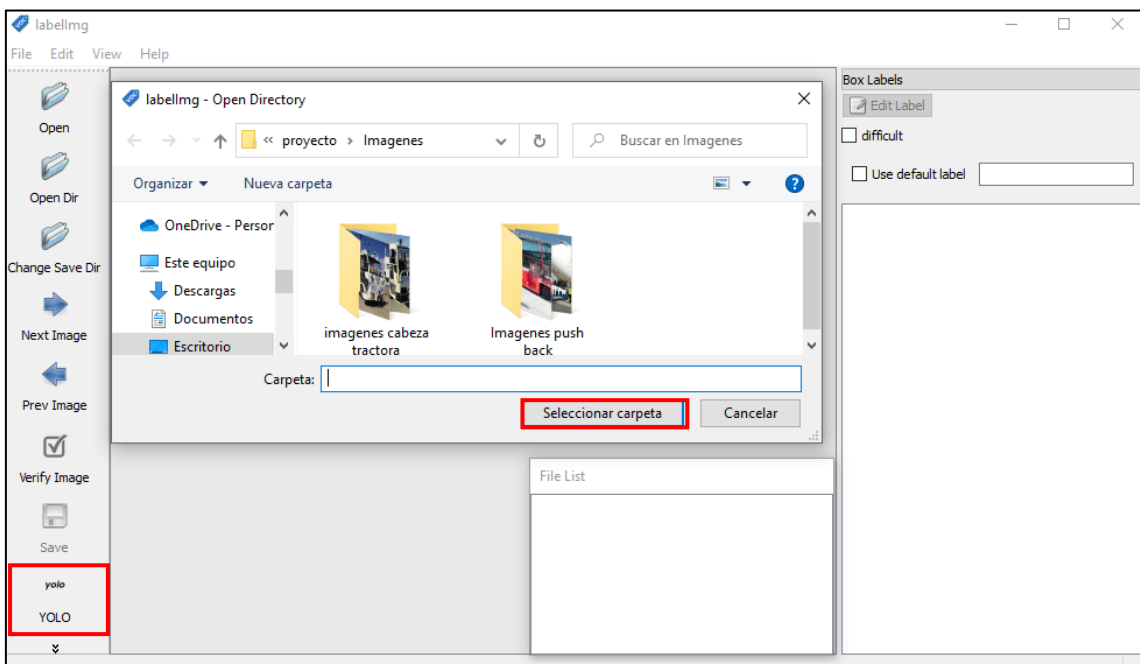 labelImg
File Edit View Help
Open
Open Dir
Change Save Dir
Next Image
Prev Image
Verify Image
Save
yolo
YOLO
labelImg - Open Directory
« proyecto › Imagenes
Buscar en Imagenes
Organizar Nueva carpeta
OneDrive - Person
Este equipo
Descargas
Documentos
Escritorio
imagenes cabeza
tractora
Imagenes push
back
Carpeta:
Seleccionar carpeta Cancelar
File List
Box Labels
Edit Label
difficult
Use default label